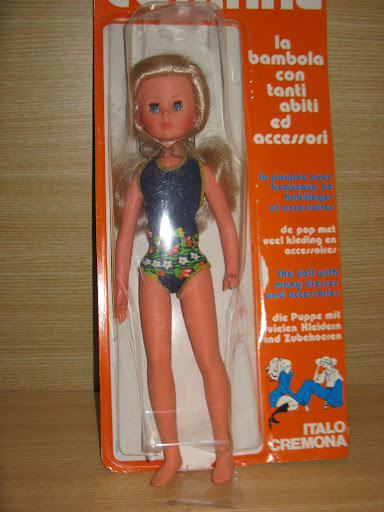 la
bambola
con
tanti
abiti
ed
accessori
la poupée avec
beaucoup de
habillages
et accessoires
de pop met
veel kleding en
accessoires
the doll with
many dresses
and accessories
die Puppe mit
vielen Kleidern
und Zubehoeren
ITALO
CREMONA